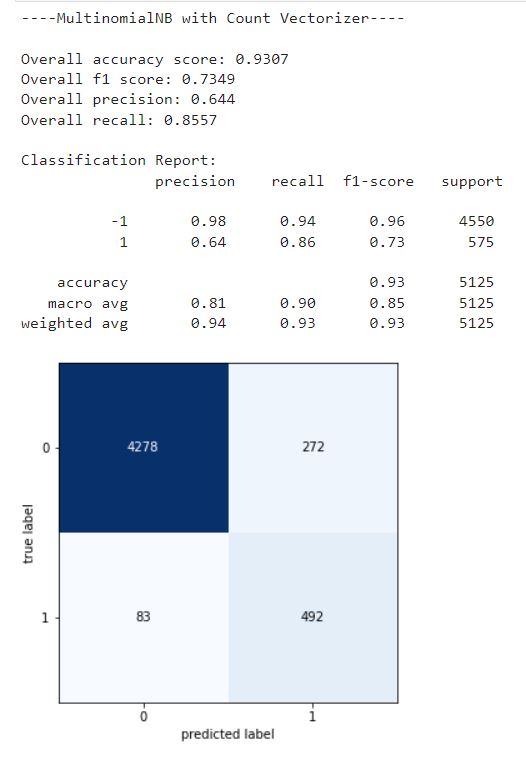 ----MultinomialNB with Count Vectorizer----
Overall accuracy score: 0.9307
Overall f1 score: 0.7349
Overall precision: 0.644
Overall recall: 0.8557
Classification Report:
precision recall f1-score support
-1 0.98 0.94 0.96 4550
1 0.64 0.86 0.73 575
accuracy 0.93 5125
macro avg 0.81 0.90 0.85 5125
weighted avg 0.94 0.93 0.93 5125
0 4278 272
true label
1 83 492
0 1
predicted label